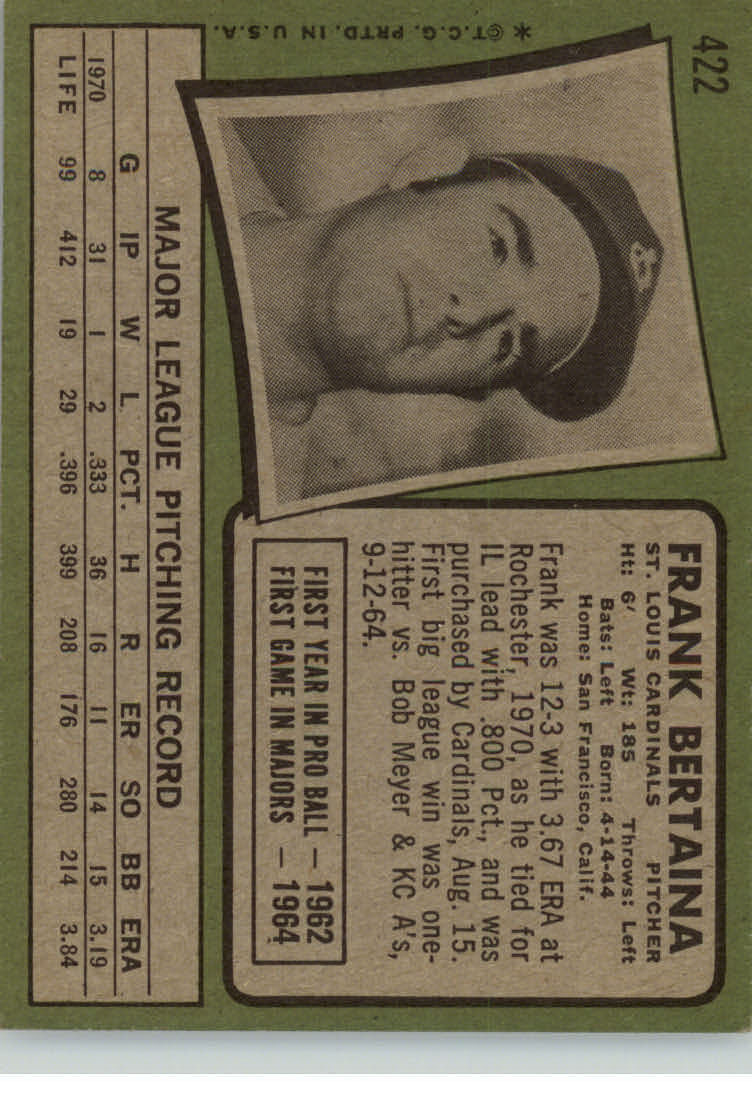 422
FRANK BERTAINA
ST. LOUIS CARDINALS PITCHER
Ht: 6' Wt: 185 Throws: Left
Bats: Left Born: 4-14-44
Home: San Francisco, Calif.
Frank was 12-3 with 3.67 ERA at
Rochester, 1970, as he tied for
IL lead with .800 Pct., and was
purchased by Cardinals, Aug. 15.
First big league win was one-
hitter vs. Bob Meyer & KC A's,
9-12-64.
FIRST YEAR IN PRO BALL — 1962
FIRST GAME IN MAJORS — 1964
MAJOR LEAGUE PITCHING RECORD
G IP W L PCT. H R ER SO BB ERA
1970 8 31 1 2 .333 36 16 11 14 15 3.19
LIFE 99 412 19 29 .396 399 208 176 280 214 3.84
*©T.C.G. PRTD. IN U.S.A.